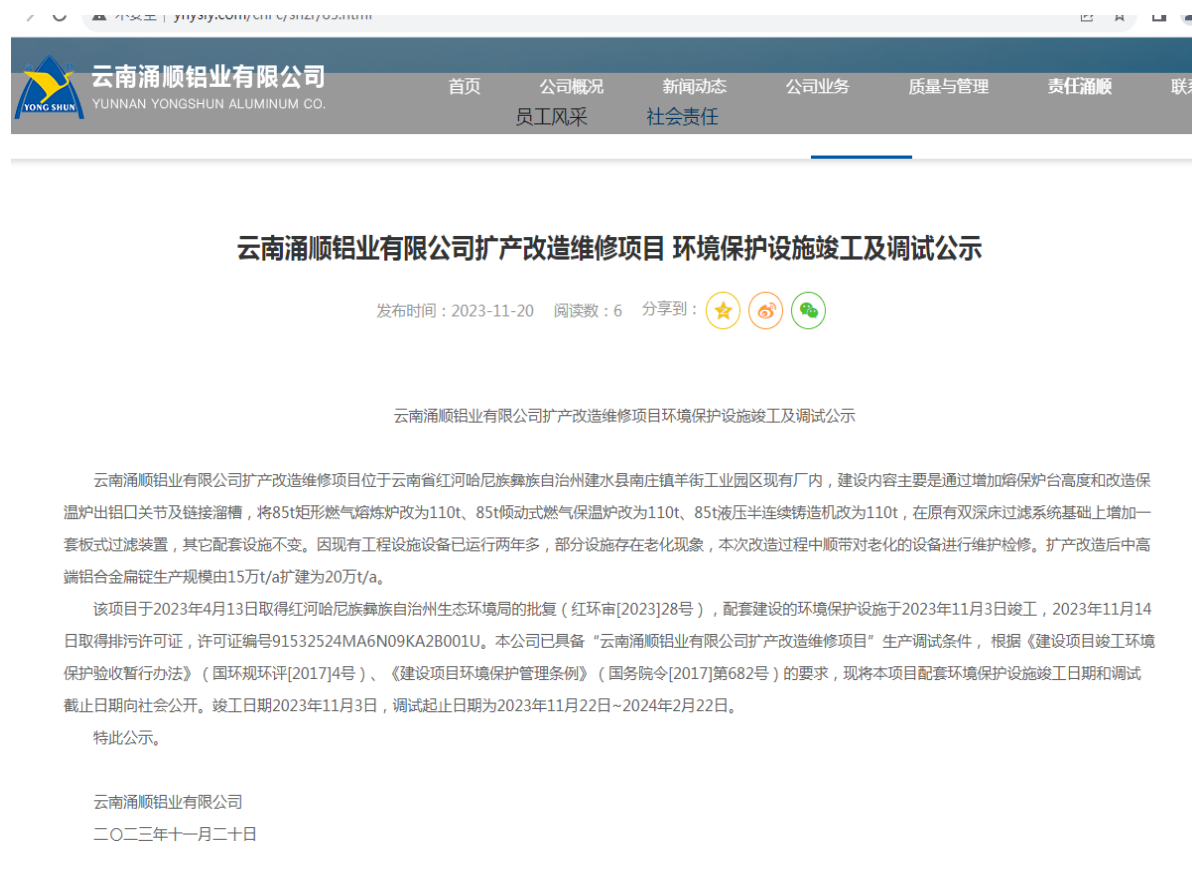 不安全 | ynysly.com/cnPc/shzr/65.html
云南涌顺铝业有限公司
YUNNAN YONGSHUN ALUMINUM CO.
YONG SHUN
首页 公司概况 新闻动态 公司业务 质量与管理 责任涌顺
员工风采 社会责任
云南涌顺铝业有限公司扩产改造维修项目 环境保护设施竣工及调试公示
发布时间：2023-11-20 阅读数：6 分享到：
云南涌顺铝业有限公司扩产改造维修项目环境保护设施竣工及调试公示
云南涌顺铝业有限公司扩产改造维修项目位于云南省红河哈尼族彝族自治州建水县南庄镇羊街工业园区现有厂内，建设内容主要是通过增加熔保炉台高度和改造保
温炉出铝口关节及链接溜槽，将85t矩形燃气熔炼炉改为110t、85t倾动式燃气保温炉改为110t、85t液压半连续铸造机改为110t，在原有双深床过滤系统基础上增加一
套板式过滤装置，其它配套设施不变。因现有工程设施设备已运行两年多，部分设施存在老化现象，本次改造过程中顺带对老化的设备进行维护检修。扩产改造后中高
端铝合金扁锭生产规模由15万t/a扩建为20万t/a。
该项目于2023年4月13日取得红河哈尼族彝族自治州生态环境局的批复（红环审[2023]28号），配套建设的环境保护设施于2023年11月3日竣工，2023年11月14
日取得排污许可证，许可证编号91532524MA6N09KA2B001U。本公司已具备“云南涌顺铝业有限公司扩产改造维修项目”生产调试条件，根据《建设项目竣工环境
保护验收暂行办法》（国环规环评[2017]4号）、《建设项目环境保护管理条例》（国务院令[2017]第682号）的要求，现将本项目配套环境保护设施竣工日期和调试
截止日期向社会公开。竣工日期2023年11月3日，调试起止日期为2023年11月22日~2024年2月22日。
特此公示。
云南涌顺铝业有限公司
二〇二三年十一月二十日